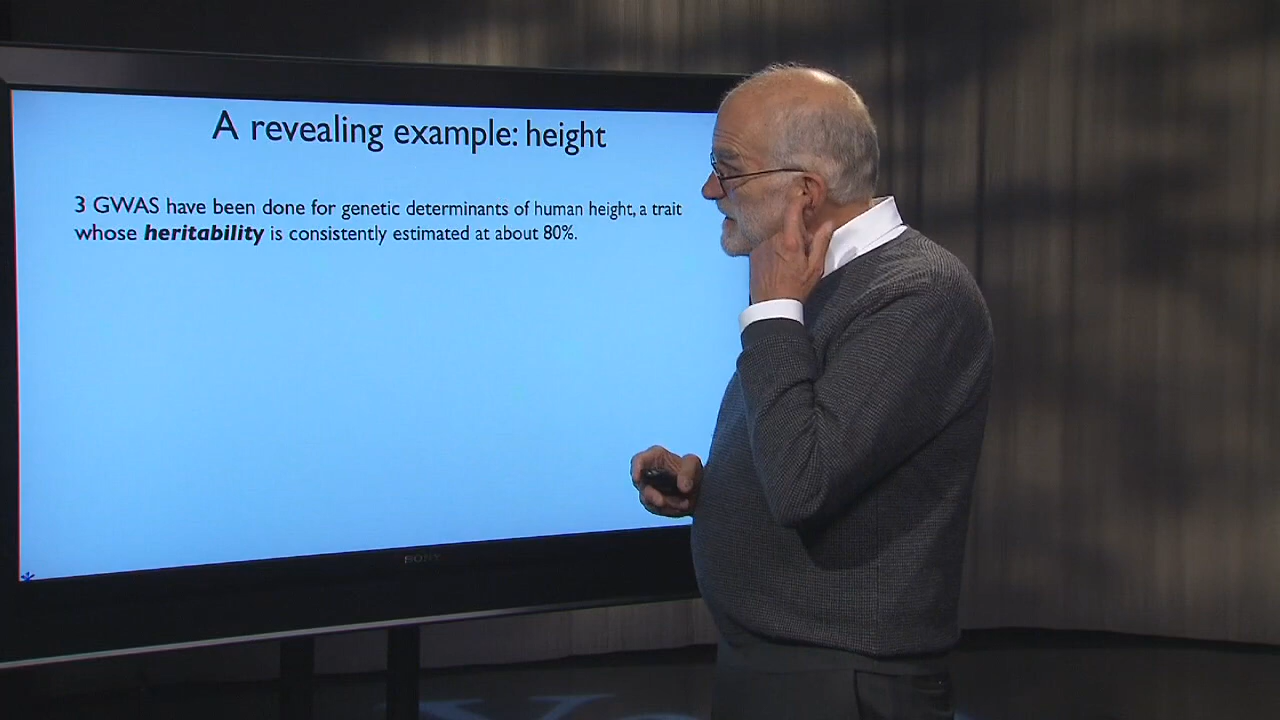 A revealing example: height
3 GWAS have been done for genetic determinants of human height, a trait
whose heritability is consistently estimated at about 80%.
*
SONY